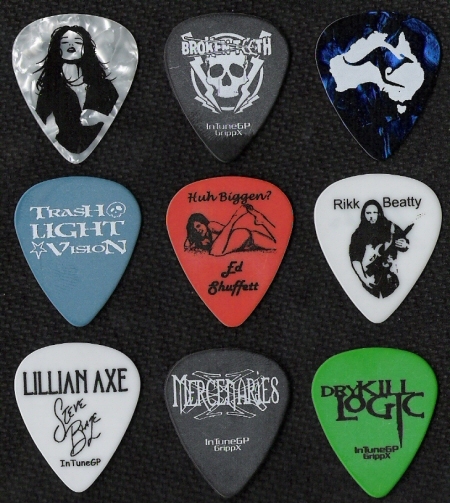 BROKEN TEETH
InTuneGP
GrippX
TRASH
LIGHT
VISION
Huh Biggen?
Ed
Shuffett
Rikk Beatty
LILLIAN AXE
Steve
InTuneGP
MERCENARIES
InTuneGP
GrippX
DRY KILL
LOGIC
InTuneGP
GrippX